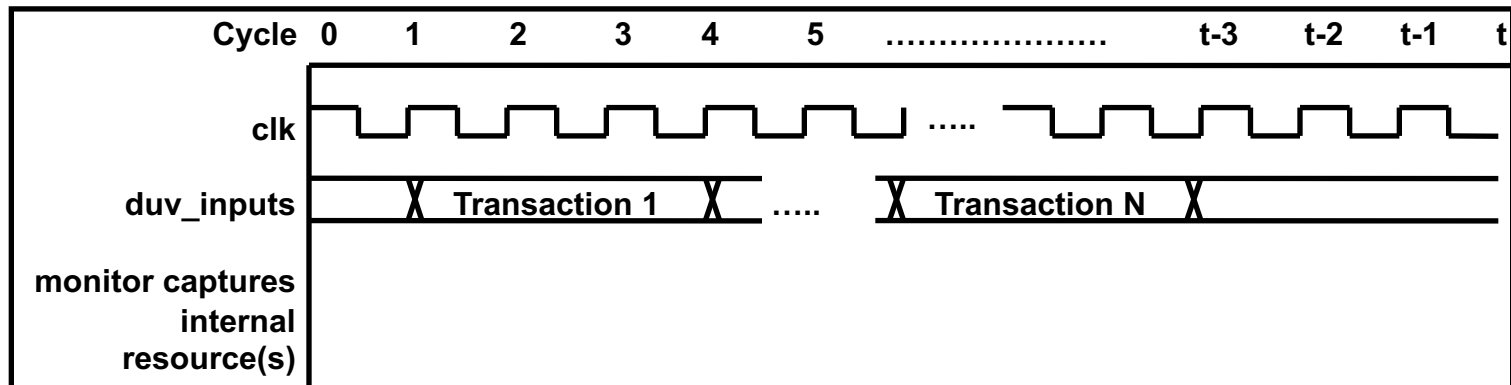 Cycle 0 1 2 3 4 5 ………………… t-3 t-2 t-1 t
clk …..
duv_inputs Transaction 1 ….. Transaction N
monitor captures
internal
resource(s)